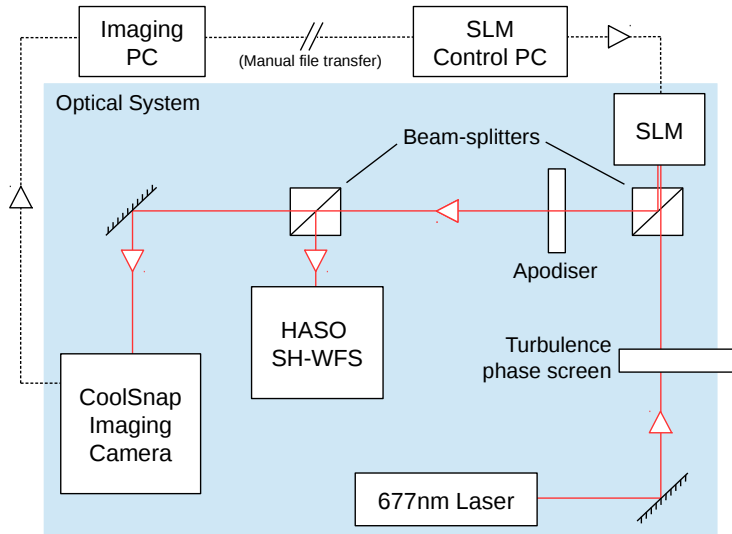 Imaging
PC
(Manual file transfer)
SLM
Control PC
Optical System
SLM
Beam-splitters
Apodiser
HASO
SH-WFS
Turbulence
phase screen
CoolSnap
Imaging
Camera
677nm Laser